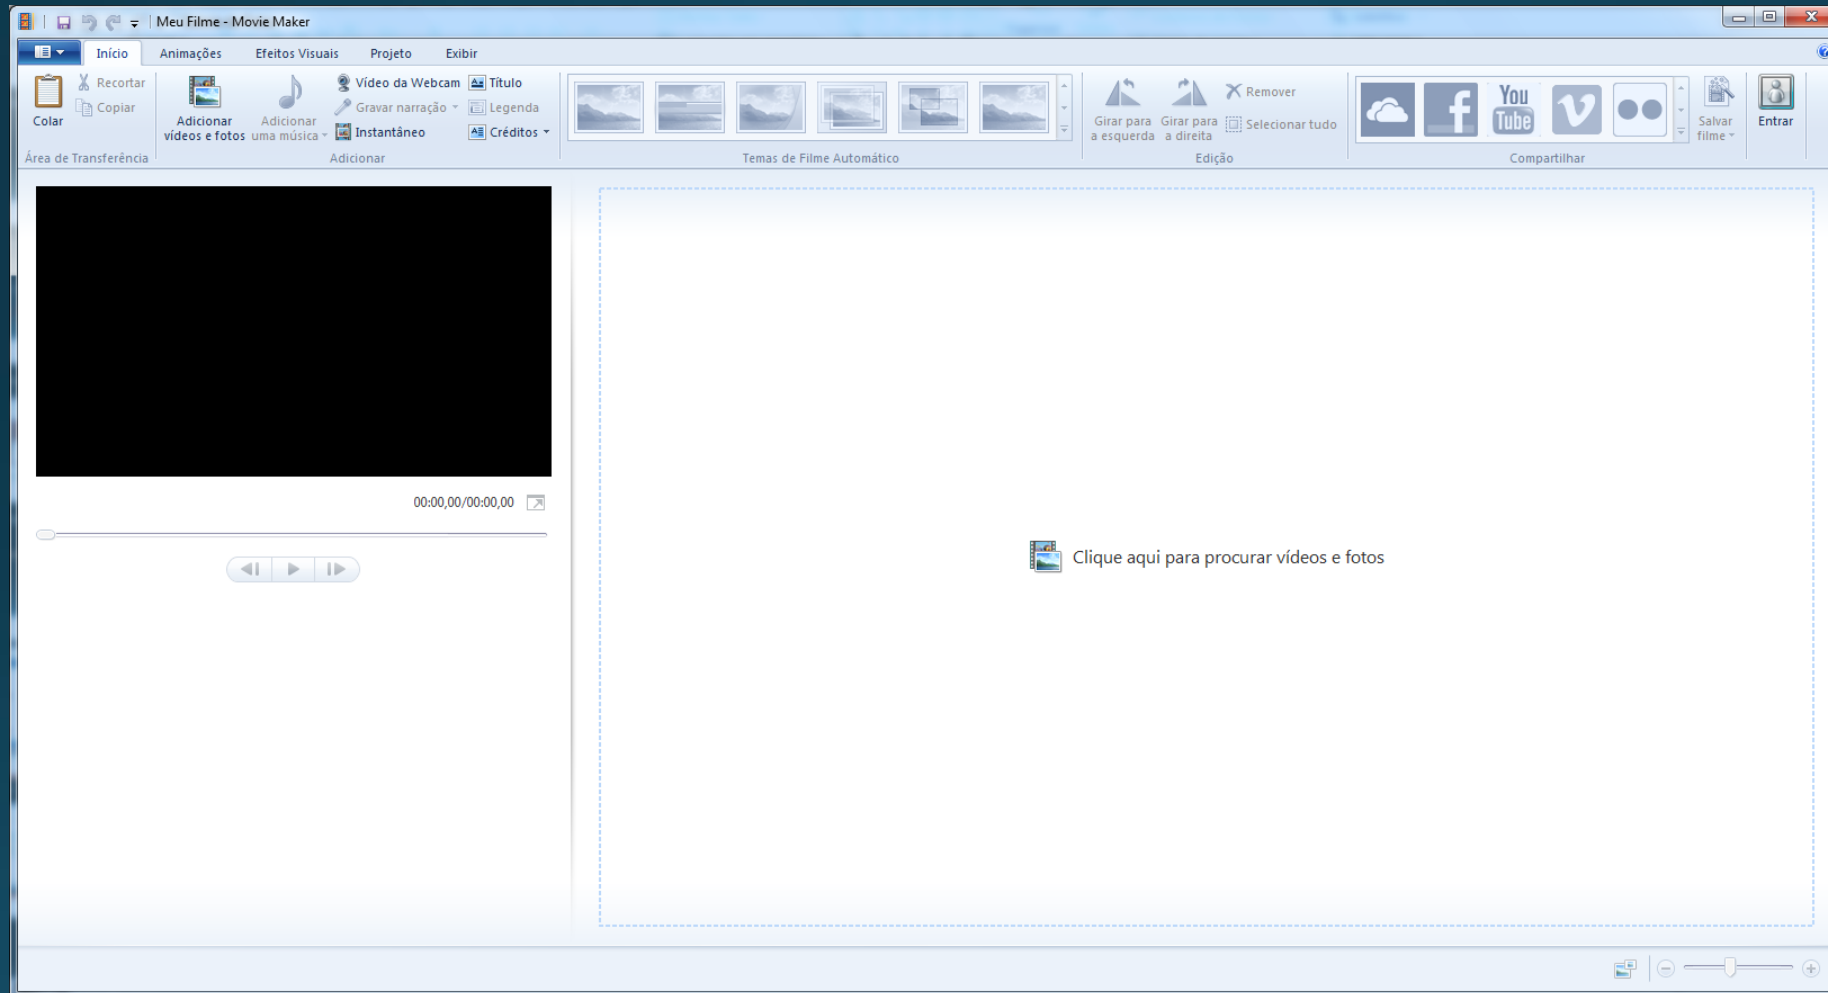 Meu Filme - Movie Maker
Início Animações Efeitos Visuais Projeto Exibir
Colar
Recortar
Copiar
Área de Transferência
Adicionar
vídeos e fotos
Adicionar
uma música
Vídeo da Webcam
Gravar narração
Instantâneo
Título
Legenda
Créditos
Adicionar
Temas de Filme Automático
Girar para
a esquerda
Girar para
a direita
Remover
Selecionar tudo
Edição
You
Tube
Compartilhar
Salvar
filme
Entrar
00:00,00/00:00,00
Clique aqui para procurar vídeos e fotos